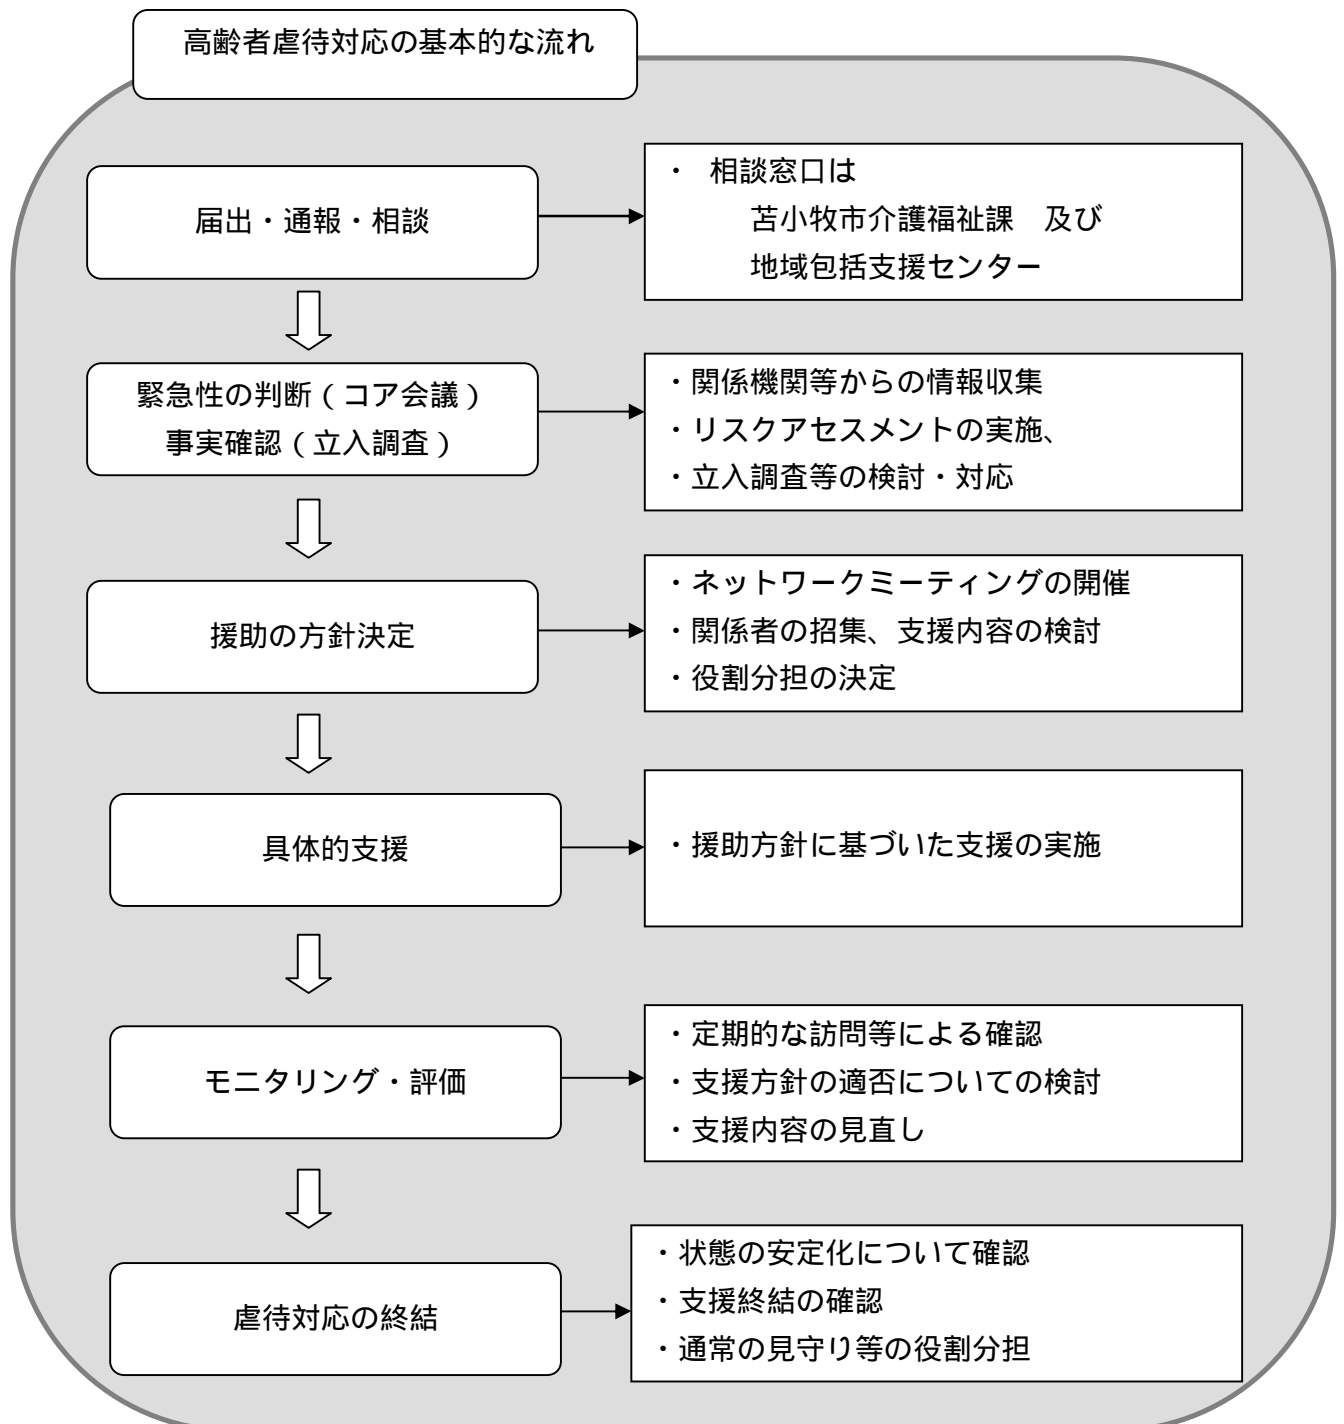 高齢者虐待対応の基本的な流れ
届出・通報・相談
・ 相談窓口は
苫小牧市介護福祉課 及び
地域包括支援センター
緊急性の判断(コア会議)
事実確認(立入調査)
・関係機関等からの情報収集
・リスクアセスメントの実施、
・立入調査等の検討・対応
援助の方針決定
・ネットワークミーティングの開催
・関係者の招集、支援内容の検討
・役割分担の決定
具体的支援
・援助方針に基づいた支援の実施
モニタリング・評価
・定期的な訪問等による確認
・支援方針の適否についての検討
・支援内容の見直し
虐待対応の終結
・状態の安定化について確認
・支援終結の確認
・通常の見守り等の役割分担